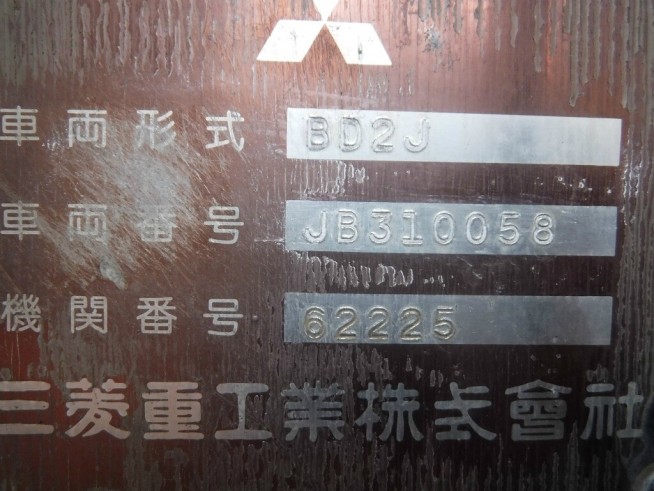 車両形式 BD2J
車両番号 JB310058
機関番号 62225
三菱重工業株式會社